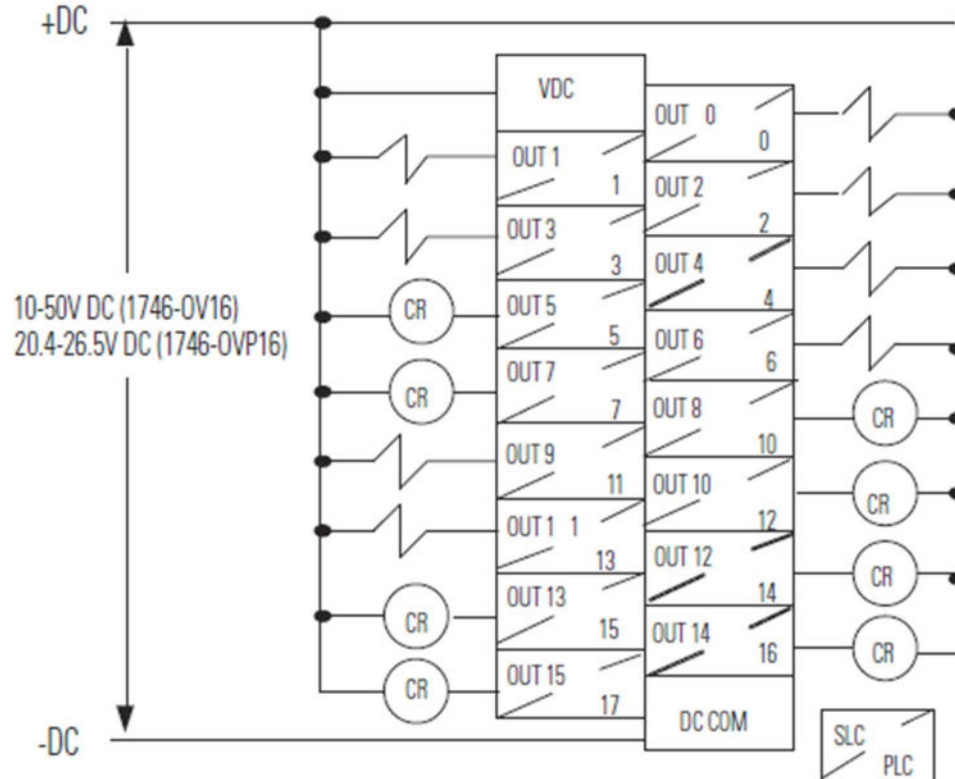 +DC
VDC
OUT 0
0
OUT 1
1
OUT 2
2
OUT 3
3
OUT 4
4
10-50V DC (1746-OV16)
20.4-26.5V DC (1746-OVP16)
CR
OUT 5
5
OUT 6
6
CR
OUT 7
7
OUT 8
10
CR
OUT 9
11
OUT 10
12
CR
OUT 1 1
13
OUT 12
14
CR
CR
OUT 13
15
OUT 14
16
CR
CR
OUT 15
17
DC COM
-DC
SLC
PLC